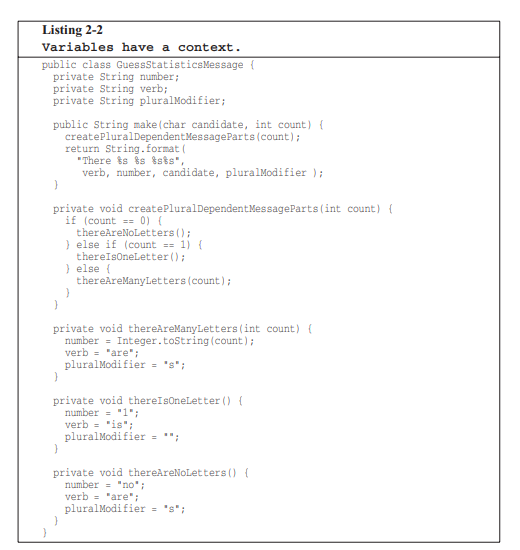 Listing 2-2
Variables have a context.
public class GuessStatisticsMessage {
private String number;
private String verb;
private String pluralModifier;
public String make(char candidate, int count) {
createPluralDependentMessageParts(count);
return String.format(
"There %s %s %s%s",
verb, number, candidate, pluralModifier );
}
private void createPluralDependentMessageParts(int count) {
if (count == 0) {
thereAreNoLetters();
} else if (count == 1) {
thereIsOneLetter();
} else {
thereAreManyLetters(count);
}
}
private void thereAreManyLetters(int count) {
number = Integer.toString(count);
verb = "are";
pluralModifier = "s";
}
private void thereIsOneLetter() {
number = "1";
verb = "is";
pluralModifier = "";
}
private void thereAreNoLetters() {
number = "no";
verb = "are";
pluralModifier = "s";
}
}